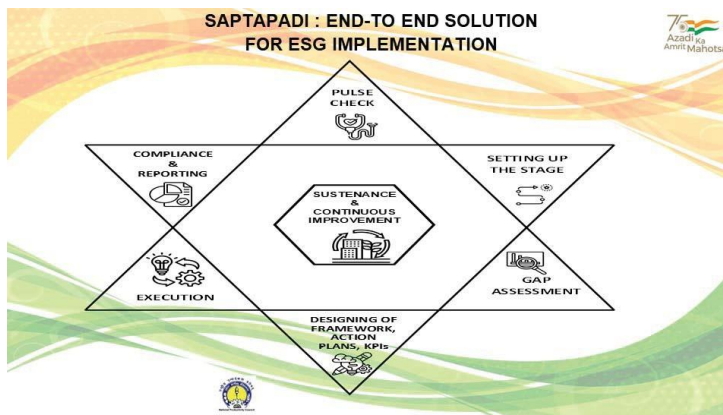 SAPTAPADI : END-TO END SOLUTION
FOR ESG IMPLEMENTATION
75
Azadi Ka
Amrit Mahots
PULSE
CHECK
COMPLIANCE
&
REPORTING
SETTING UP
THE STAGE
SUSTENANCE
&
CONTINUOUS
IMPROVEMENT
EXECUTION
GAP
ASSESSMENT
DESIGNING OF
FRAMEWORK,
ACTION
PLANS, KPIs